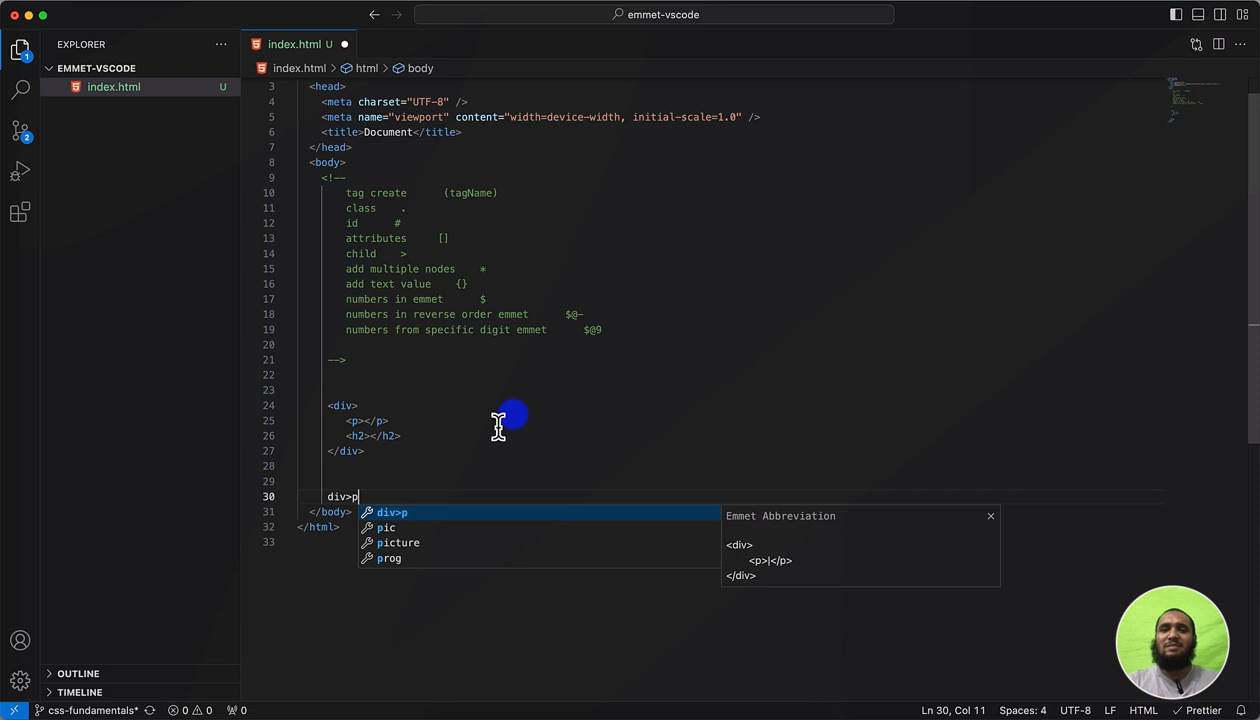 emmet-vscode
EXPLORER
index.html U
EMMET-VSCODE
index.html U
index.html > html > body
1
2
3 <head>
4 <meta charset="UTF-8" />
5 <meta name="viewport" content="width=device-width, initial-scale=1.0" />
6 <title>Document</title>
7 </head>
8 <body>
9 <!--
10 tag create (tagName)
11 class .
12 id #
13 attributes []
14 child >
15 add multiple nodes *
16 add text value {}
17 numbers in emmet $
18 numbers in reverse order emmet $@-
19 numbers from specific digit emmet $@9
20
21 -->
22
23
24 <div>
25 <p></p>
26 <h2></h2>
27 </div>
28
29
30 div>p
31 </body>
32 </html>
33
div>p
pic
picture
prog
Emmet Abbreviation
<div>
<p>|</p>
</div>
OUTLINE
TIMELINE
css-fundamentals* 0 0 0 Ln 30, Col 11 Spaces: 4 UTF-8 LF HTML Prettier